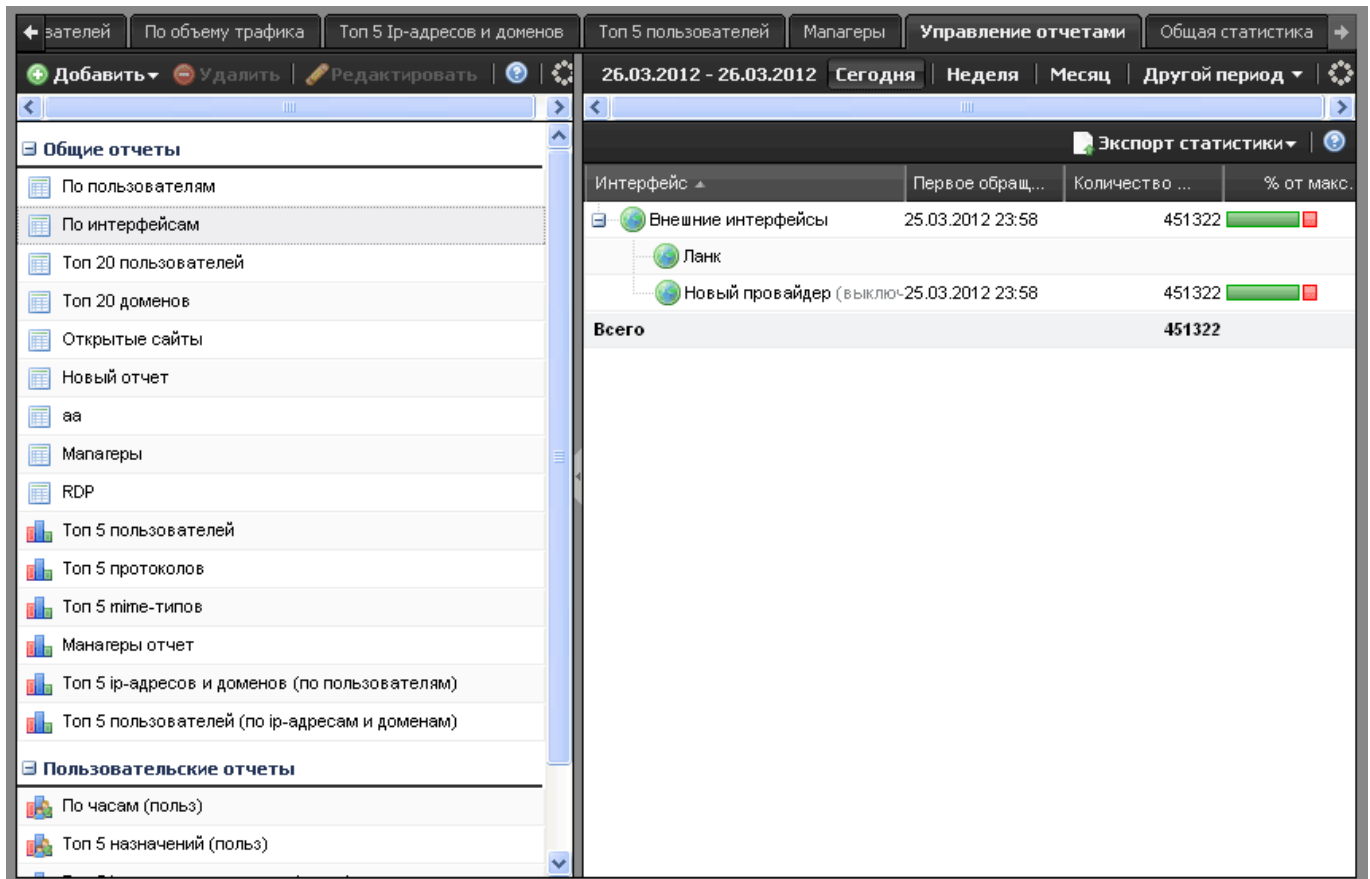 зателей По объему трафика Топ 5 Ip-адресов и доменов Топ 5 пользователей Манагеры Управление отчетами Общая статистика
Добавить Удалить Редактировать
26.03.2012 - 26.03.2012 Сегодня Неделя Месяц Другой период
Общие отчеты
По пользователям
По интерфейсам
Топ 20 пользователей
Топ 20 доменов
Открытые сайты
Новый отчет
аа
Манагеры
RDP
Топ 5 пользователей
Топ 5 протоколов
Топ 5 mime-типов
Манагеры отчет
Топ 5 ip-адресов и доменов (по пользователям)
Топ 5 пользователей (по ip-адресам и доменам)
Пользовательские отчеты
По часам (польз)
Топ 5 назначений (польз)
Экспорт статистики
Интерфейс Первое обращ... Количество ... % от макс.
Внешние интерфейсы 25.03.2012 23:58 451322
Ланк
Новый провайдер (выключ 25.03.2012 23:58 451322
Всего 451322